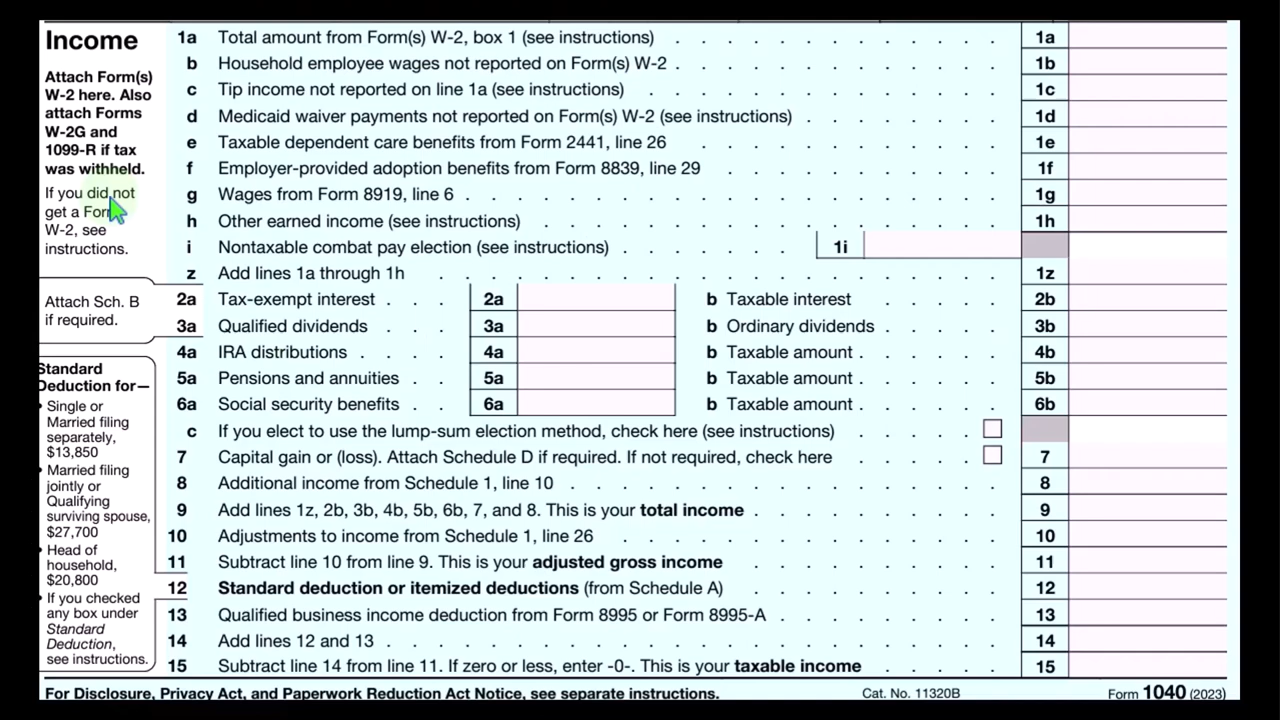 Income
Attach Form(s)
W-2 here. Also
attach Forms
W-2G and
1099-R if tax
was withheld.
If you did not
get a Form
W-2, see
instructions.
1a Total amount from Form(s) W-2, box 1 (see instructions) . . . . . . . . . . . . . 1a
b Household employee wages not reported on Form(s) W-2 . . . . . . . . . . . . . 1b
c Tip income not reported on line 1a (see instructions) . . . . . . . . . . . . . . 1c
d Medicaid waiver payments not reported on Form(s) W-2 (see instructions) . . . . . . . . 1d
e Taxable dependent care benefits from Form 2441, line 26 . . . . . . . . . . . . 1e
f Employer-provided adoption benefits from Form 8839, line 29 . . . . . . . . . . . 1f
g Wages from Form 8919, line 6 . . . . . . . . . . . . . . . . . . . . . 1g
h Other earned income (see instructions) . . . . . . . . . . . . . . . . . . 1h
i Nontaxable combat pay election (see instructions) . . . . . . . 1i
z Add lines 1a through 1h . . . . . . . . . . . . . . . . . . . . . . 1z
Attach Sch. B
if required.
2a Tax-exempt interest . . . 2a b Taxable interest . . . . . 2b
3a Qualified dividends . . . 3a b Ordinary dividends . . . . . 3b
4a IRA distributions . . . . 4a b Taxable amount . . . . . . 4b
5a Pensions and annuities . . 5a b Taxable amount . . . . . . 5b
6a Social security benefits . . 6a b Taxable amount . . . . . . 6b
c If you elect to use the lump-sum election method, check here (see instructions) . . . . .
7 Capital gain or (loss). Attach Schedule D if required. If not required, check here . . . . . 7
8 Additional income from Schedule 1, line 10 . . . . . . . . . . . . . . . . . 8
9 Add lines 1z, 2b, 3b, 4b, 5b, 6b, 7, and 8. This is your total income . . . . . . . . . . 9
10 Adjustments to income from Schedule 1, line 26 . . . . . . . . . . . . . . . 10
11 Subtract line 10 from line 9. This is your adjusted gross income . . . . . . . . . . 11
12 Standard deduction or itemized deductions (from Schedule A) . . . . . . . . . . 12
13 Qualified business income deduction from Form 8995 or Form 8995-A . . . . . . . . . 13
14 Add lines 12 and 13 . . . . . . . . . . . . . . . . . . . . . . . . 14
15 Subtract line 14 from line 11. If zero or less, enter -0-. This is your taxable income . . . . . 15
Standard
Deduction for—
• Single or
Married filing
separately,
$13,850
• Married filing
jointly or
Qualifying
surviving spouse,
$27,700
• Head of
household,
$20,800
• If you checked
any box under
Standard
Deduction,
see instructions.
For Disclosure, Privacy Act, and Paperwork Reduction Act Notice, see separate instructions. Cat. No. 11320B Form 1040 (2023)